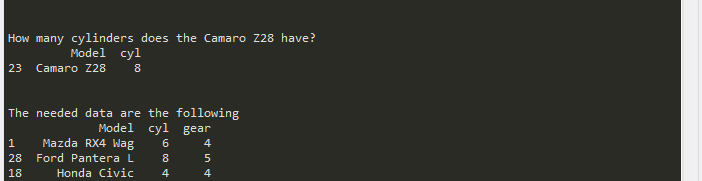 How many cylinders does the Camaro Z28 have?
Model cyl
23 Camaro Z28 8
The needed data are the following
Model cyl gear
1 Mazda RX4 Wag 6 4
28 Ford Pantera L 8 5
18 Honda Civic 4 4